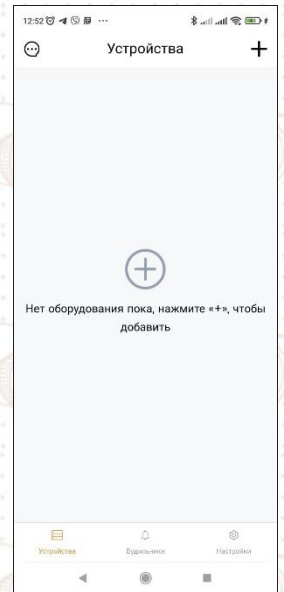 12:52
Устройства
Нет оборудования пока, нажмите «+», чтобы
добавить
Устройства Будильники Настройки